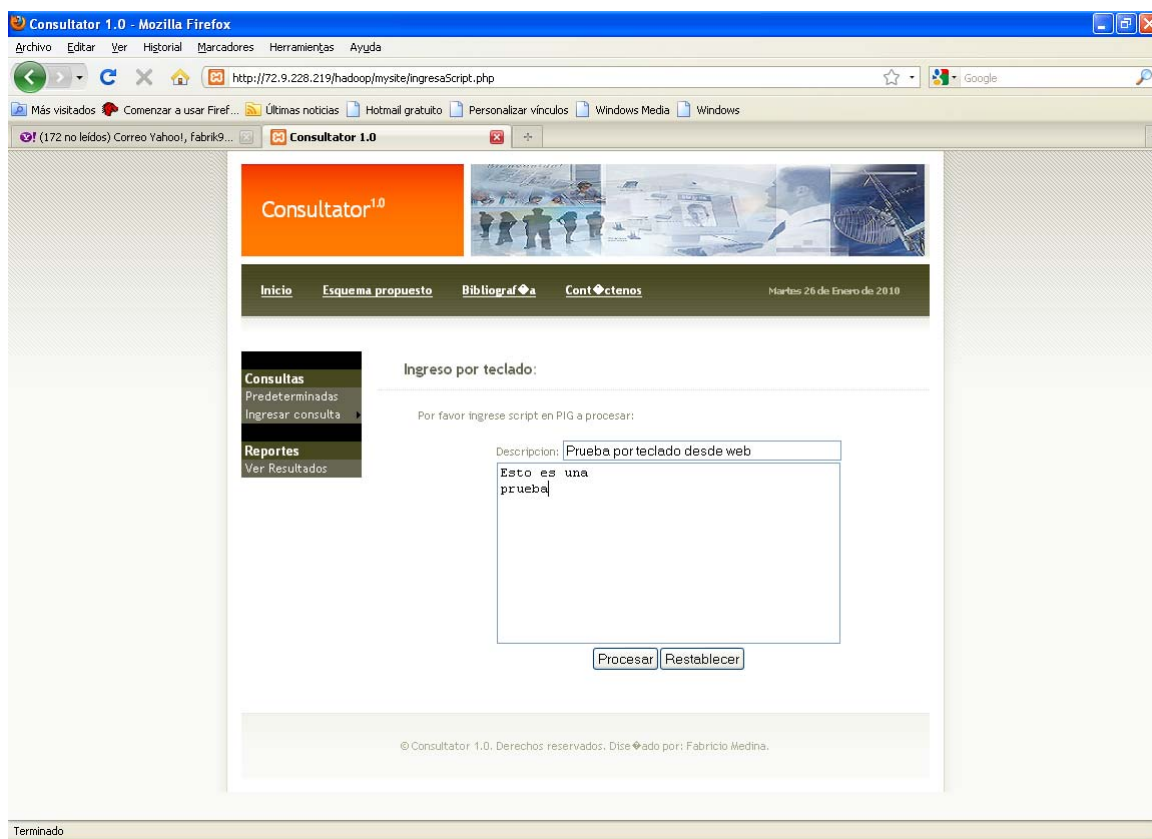 Consultator 1.0 - Mozilla Firefox
Archivo Editar Ver Historial Marcadores Herramientas Ayuda
http://72.9.228.219/hadoop/mysite/ingresaScript.php
Google
Más visitados Comenzar a usar Firef... Últimas noticias Hotmail gratuito Personalizar vínculos Windows Media Windows
(172 no leídos) Correo Yahoo!, fabrik9... Consultator 1.0
Consultator1.0
Inicio Esquema propuesto Bibliograf�a Cont�ctenos Martes 26 de Enero de 2010
Consultas
Predeterminadas
Ingresar consulta
Reportes
Ver Resultados
Ingreso por teclado:
Por favor ingrese script en PIG a procesar:
Descripcion: Prueba por teclado desde web
Esto es una
prueba
Procesar Restablecer
© Consultator 1.0. Derechos reservados. Dise�ado por: Fabricio Medina.
Terminado